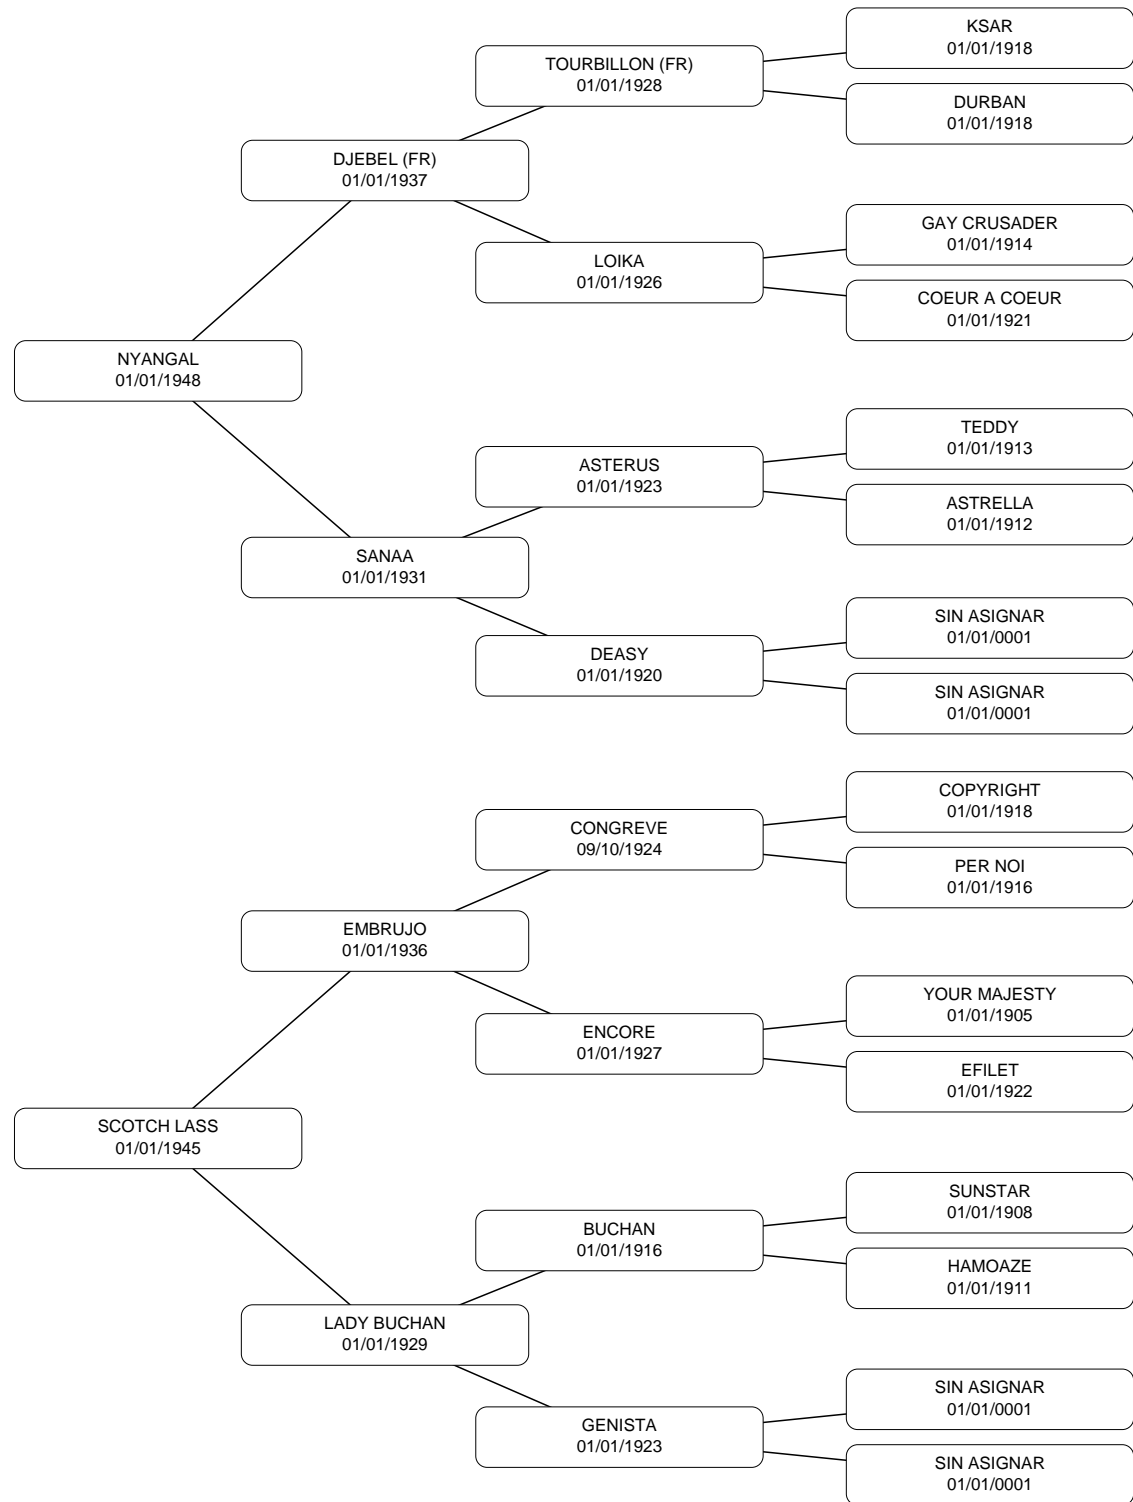 KSAR
01/01/1918
TOURBILLON (FR)
01/01/1928
DURBAN
01/01/1918
DJEBEL (FR)
01/01/1937
GAY CRUSADER
01/01/1914
LOIKA
01/01/1926
COEUR A COEUR
01/01/1921
NYANGAL
01/01/1948
TEDDY
01/01/1913
ASTERUS
01/01/1923
ASTRELLA
01/01/1912
SANAA
01/01/1931
SIN ASIGNAR
01/01/0001
DEASY
01/01/1920
SIN ASIGNAR
01/01/0001
COPYRIGHT
01/01/1918
CONGREVE
09/10/1924
PER NOI
01/01/1916
EMBRUJO
01/01/1936
YOUR MAJESTY
01/01/1905
ENCORE
01/01/1927
EFILET
01/01/1922
SCOTCH LASS
01/01/1945
SUNSTAR
01/01/1908
BUCHAN
01/01/1916
HAMOAZE
01/01/1911
LADY BUCHAN
01/01/1929
SIN ASIGNAR
01/01/0001
GENISTA
01/01/1923
SIN ASIGNAR
01/01/0001